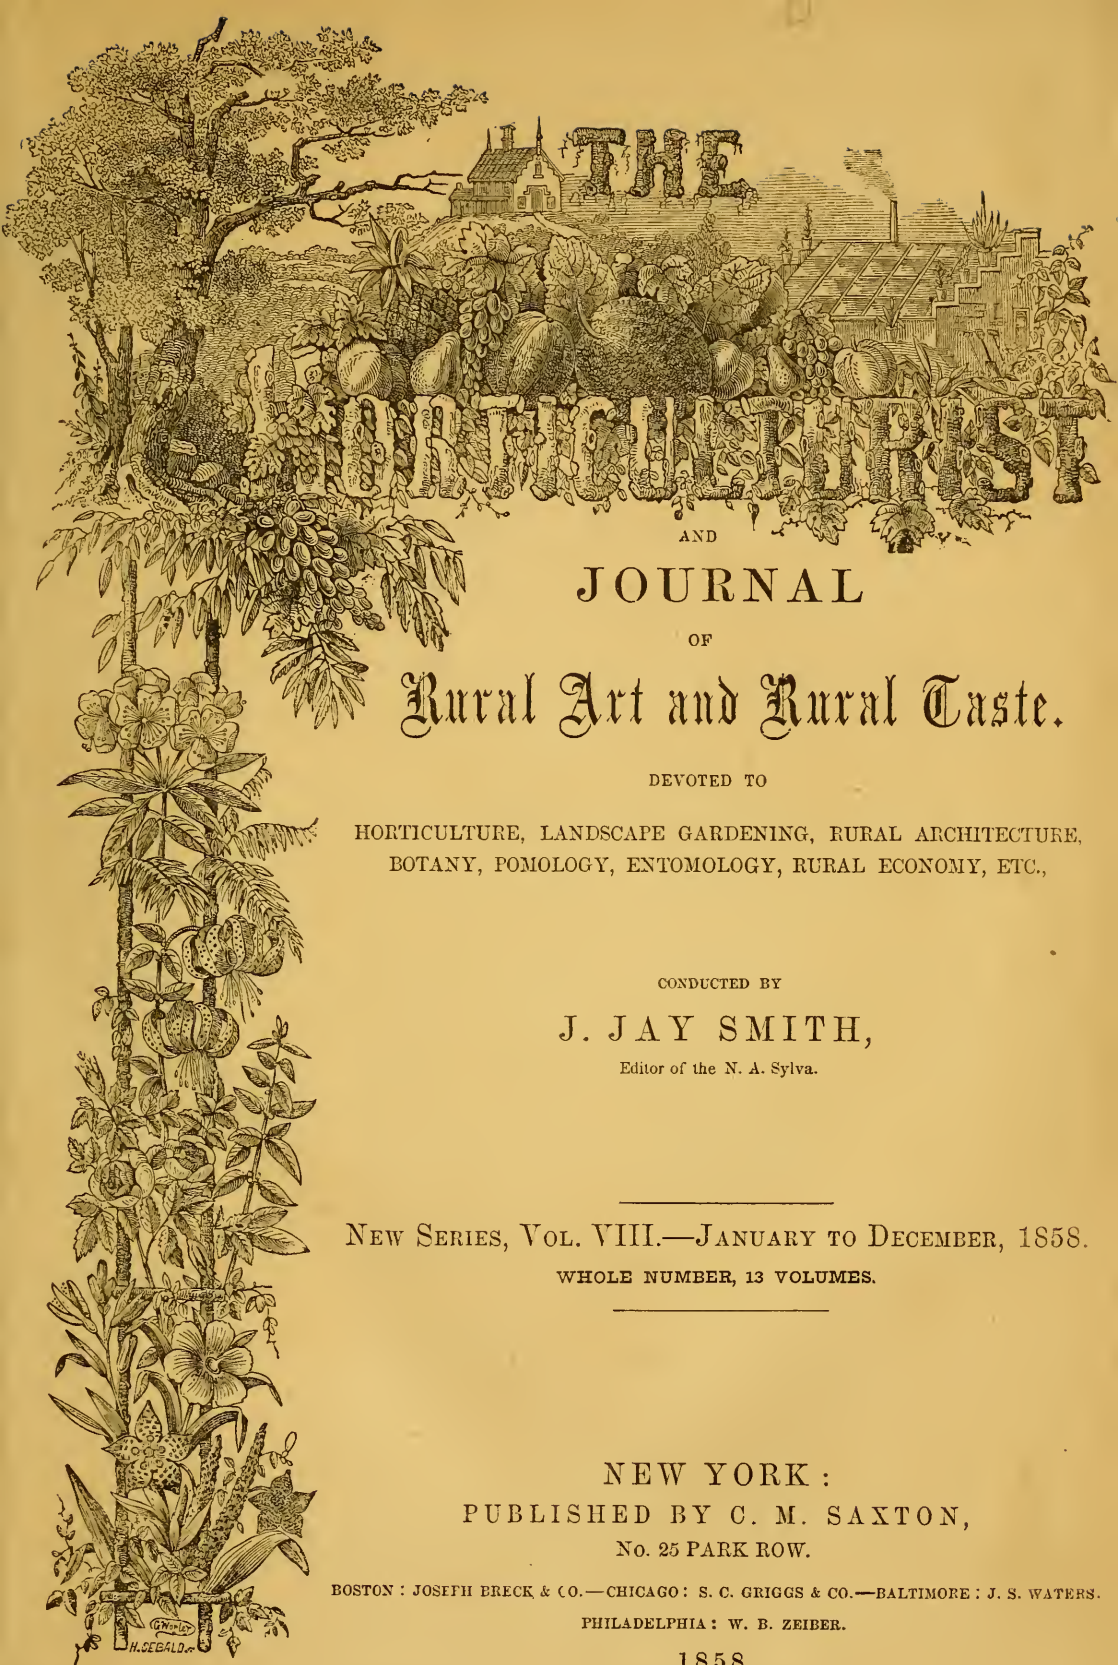 THE
HORTICULTURIST
AND
JOURNAL
OF
Rural Art and Rural Taste.
DEVOTED TO
HORTICULTURE, LANDSCAPE GARDENING, RURAL ARCHITECTURE,
BOTANY, POMOLOGY, ENTOMOLOGY, RURAL ECONOMY, ETC.,
CONDUCTED BY
J. JAY SMITH,
Editor of the N. A. Sylva.
NEW SERIES, VOL. VIII.—JANUARY TO DECEMBER, 1858.
WHOLE NUMBER, 13 VOLUMES.
NEW YORK:
PUBLISHED BY C. M. SAXTON,
No. 25 PARK ROW.
BOSTON: JOSEPH BRECK & CO.—CHICAGO: S. C. GRIGGS & CO.—BALTIMORE: J. S. WATERS.
PHILADELPHIA: W. B. ZEIBER.
1858
G Worley
H. SEBALD